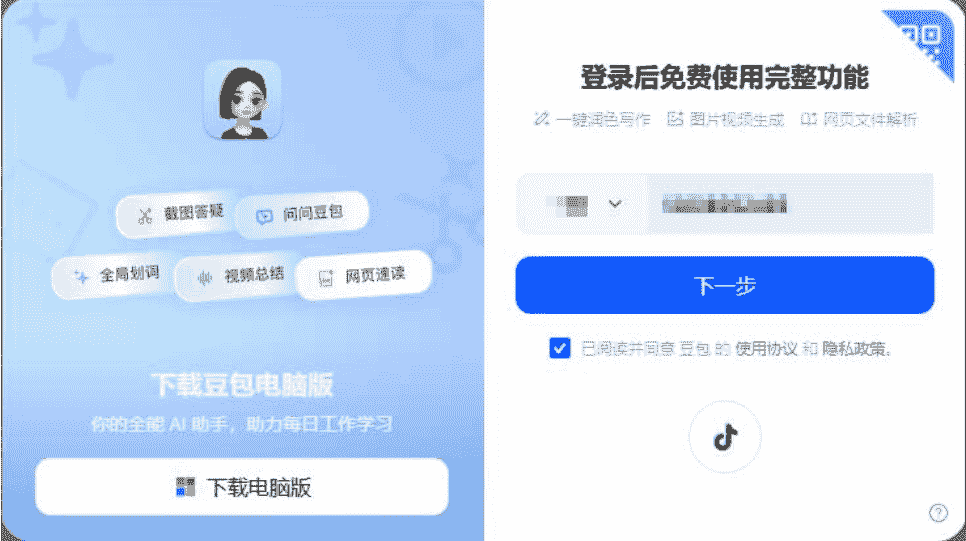 截图答疑
问问豆包
全局划词
视频总结
网页速读
下载豆包电脑版
你的全能 AI 助手，助力每日工作学习
下载电脑版
登录后免费使用完整功能
一键润色写作 图片视频生成 网页文件解析
下一步
已阅读并同意 豆包 的 使用协议 和 隐私政策。